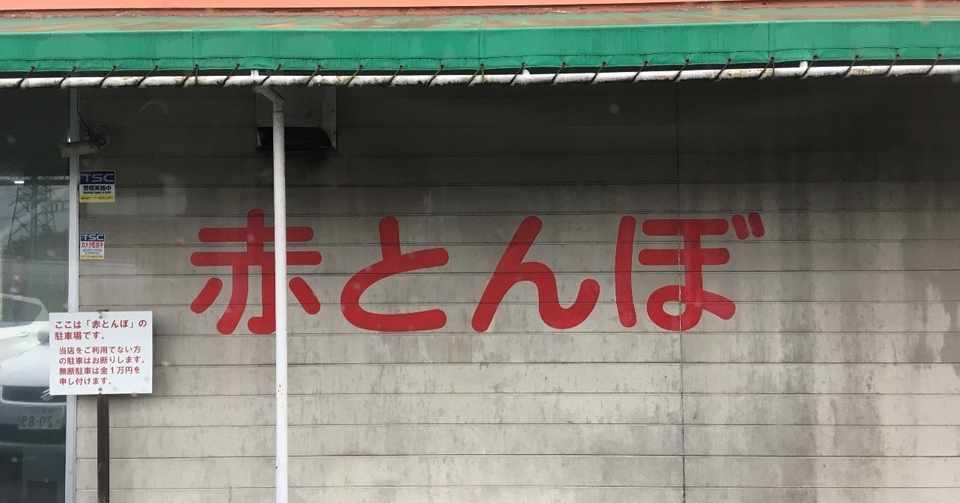 赤とんぼ
TSC
TSC
ここは「赤とんぼ」の
駐車場です。
当店をご利用でない方
の駐車はお断りします。
無断駐車は金1万円を
申し付けます。